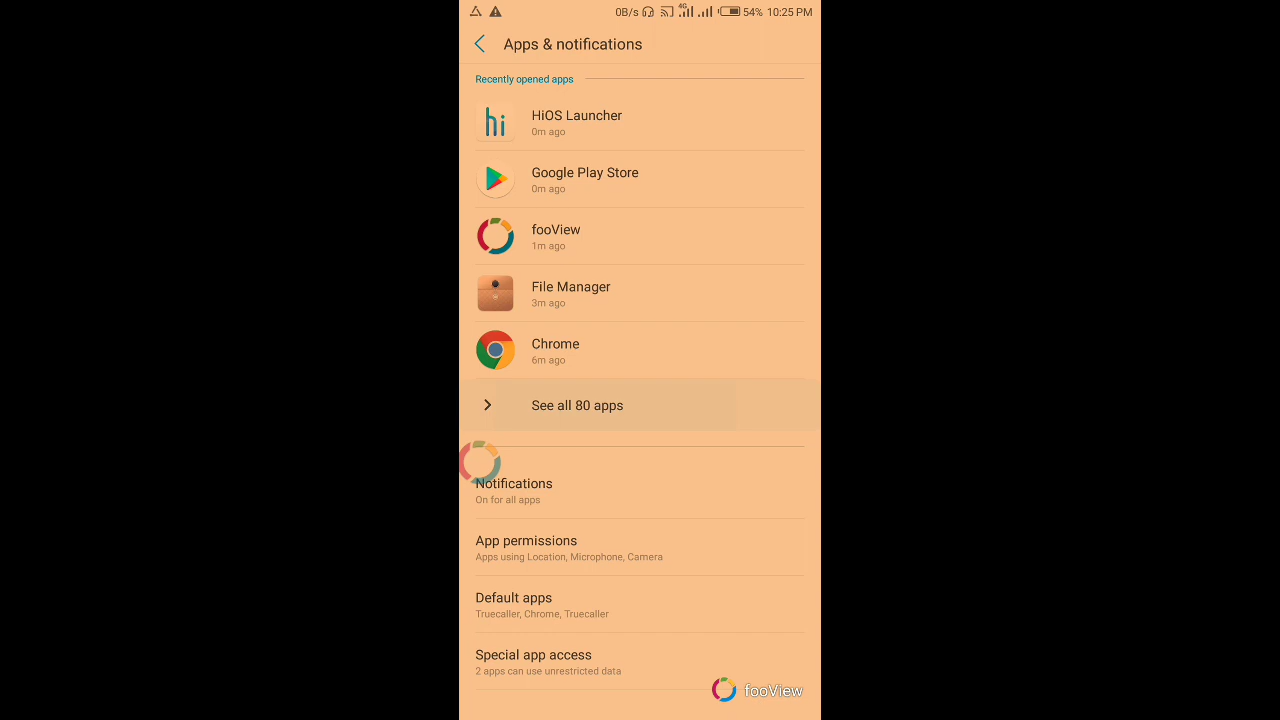 0B/s 4G 54% 10:25 PM
Apps & notifications
Recently opened apps
hi
HiOS Launcher
0m ago
Google Play Store
0m ago
fooView
1m ago
File Manager
3m ago
Chrome
6m ago
See all 80 apps
Notifications
On for all apps
App permissions
Apps using Location, Microphone, Camera
Default apps
Truecaller, Chrome, Truecaller
Special app access
2 apps can use unrestricted data
fooView